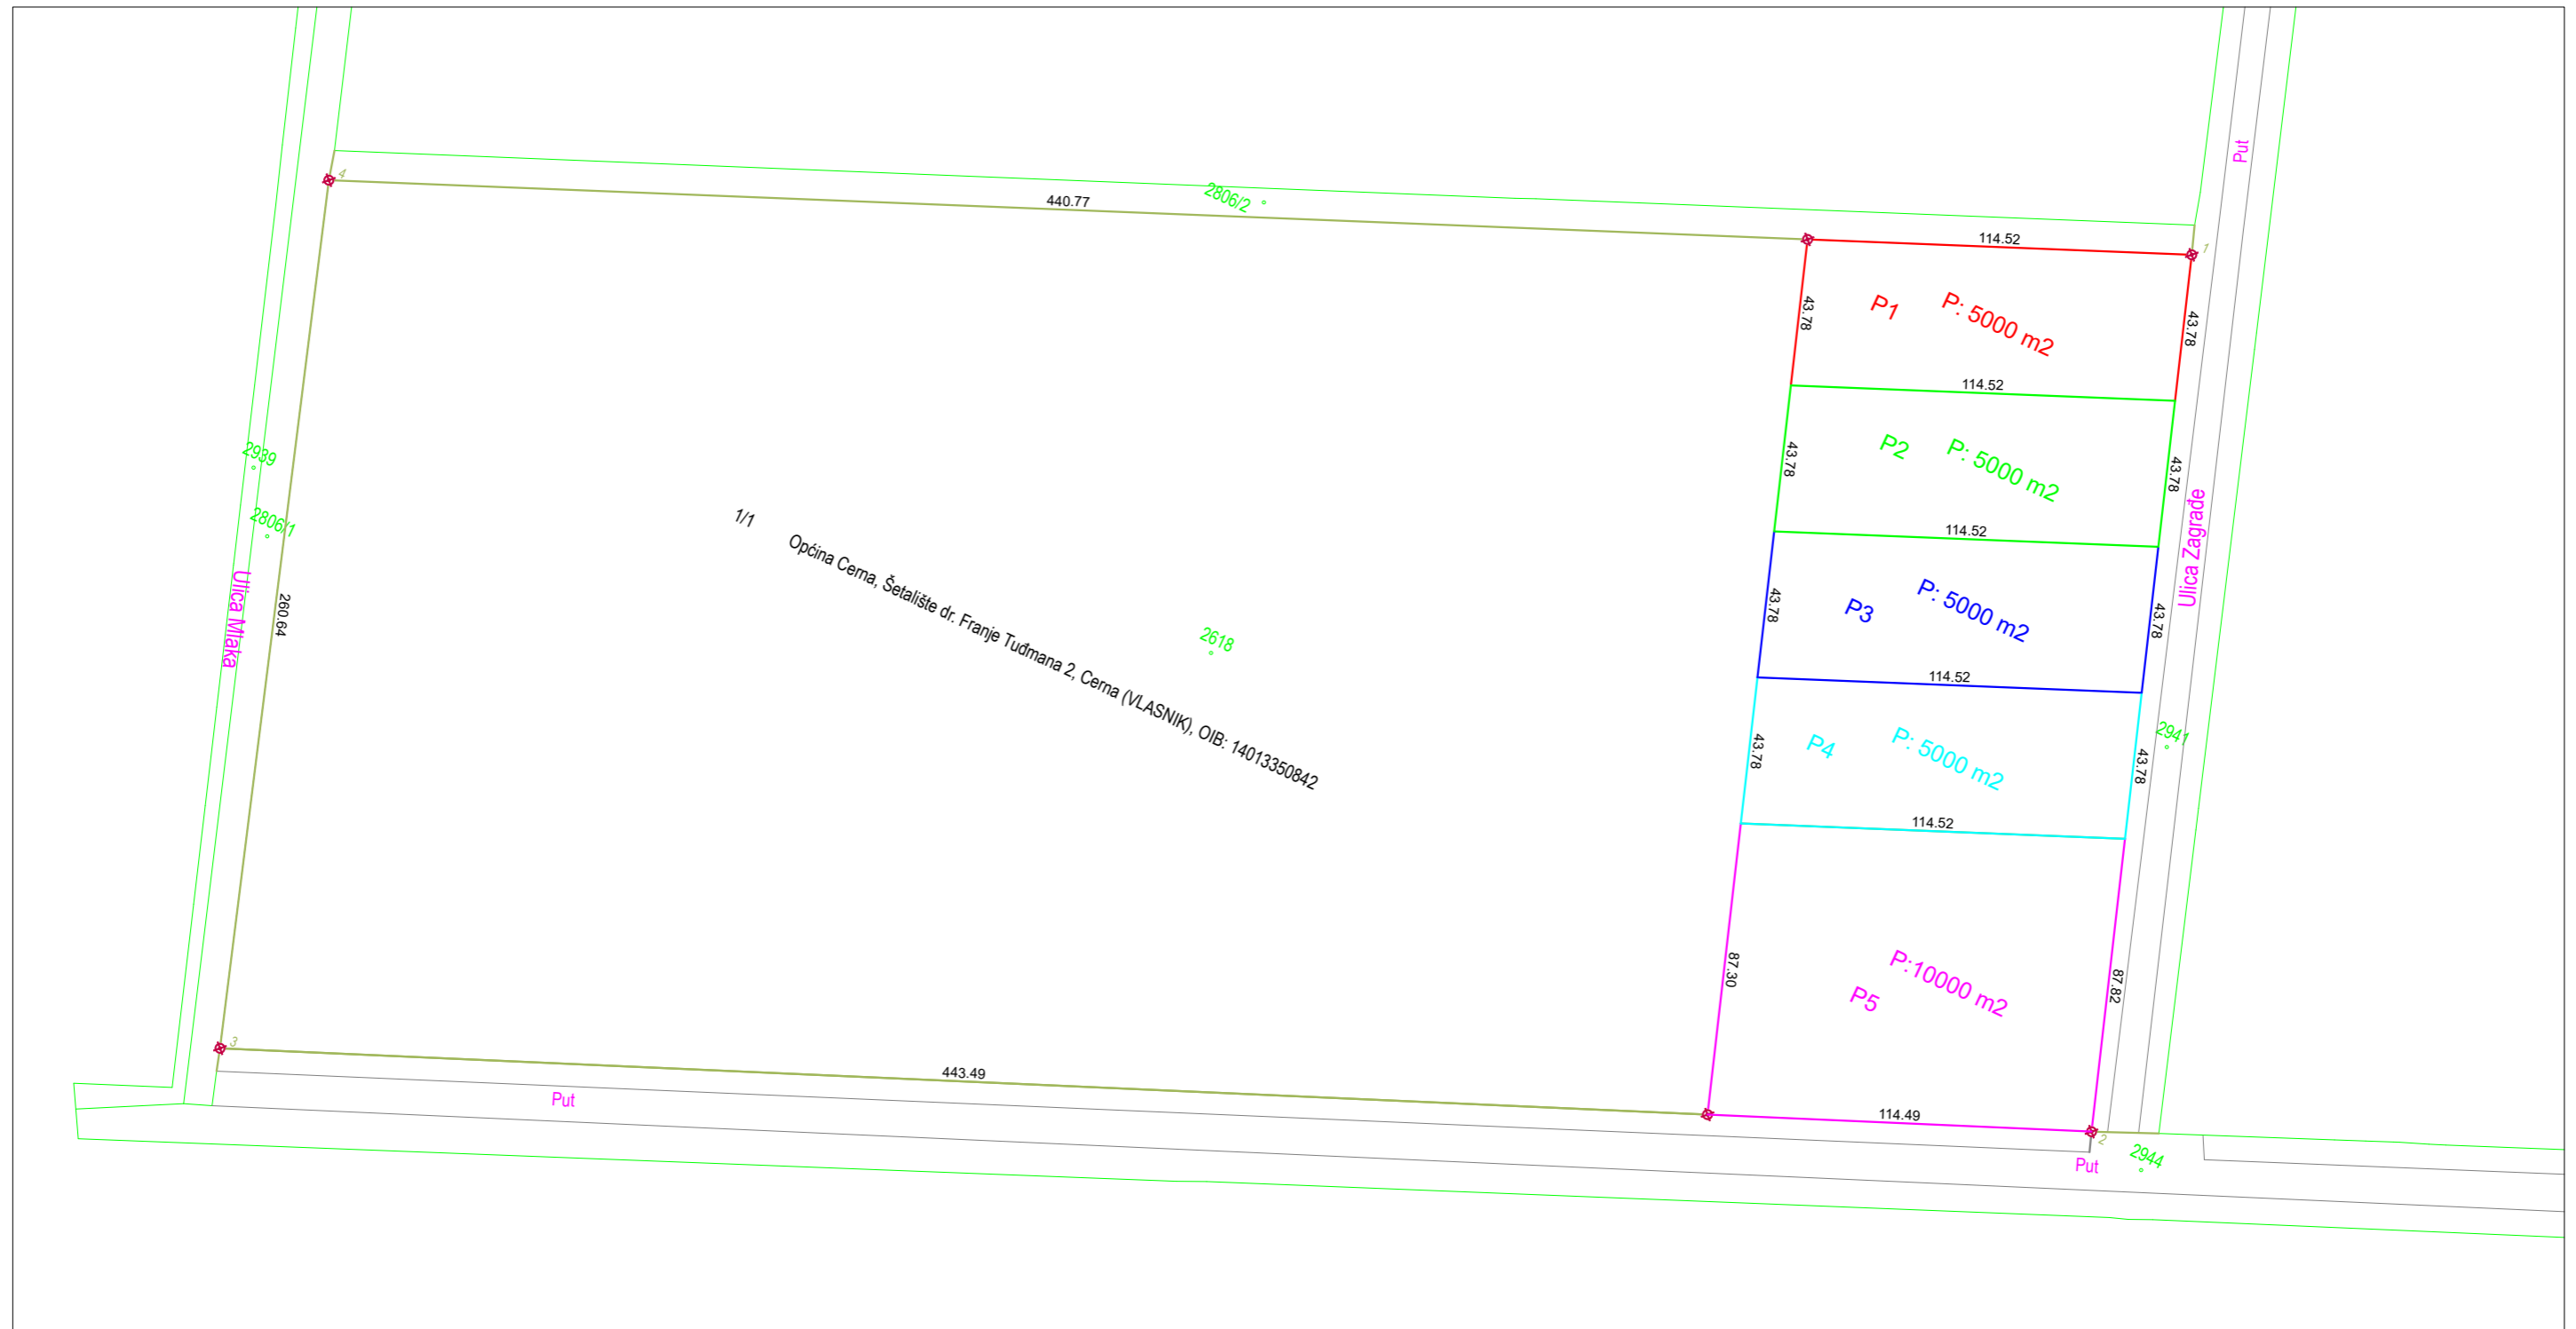 Put
4
2806/2
440.77
114.52
1
P1
P: 5000 m2
43.78
43.78
114.52
2939
2806/1
P2
P: 5000 m2
43.78
43.78
Ulica Zagrađe
114.52
1/1
Općina Cerna, Šetalište dr. Franje Tuđmana 2, Cerna (VLASNIK), OIB: 14013350842
2618
Ulica Mlaka
260.64
P3
P: 5000 m2
43.78
43.78
114.52
P4
P: 5000 m2
43.78
43.78
2941
114.52
P:10000 m2
P5
87.30
87.82
3
443.49
Put
114.49
2
Put
2944